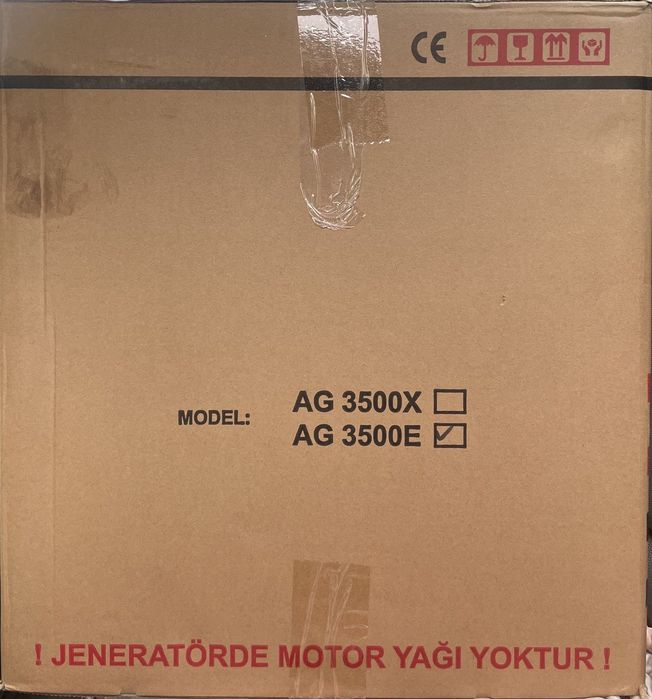 CE
MODEL:
AG 3500X
AG 3500E
! JENERATÖRDE MOTOR YAĞI YOKTUR !